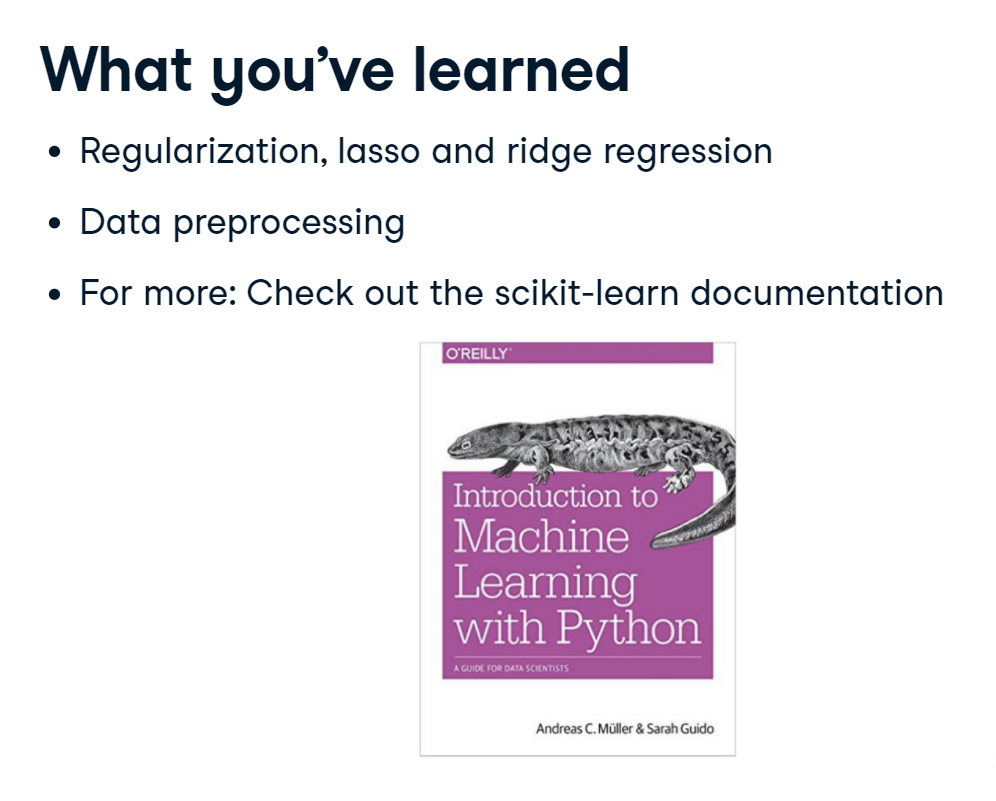 What you’ve learned
• Regularization, lasso and ridge regression
• Data preprocessing
• For more: Check out the scikit-learn documentation
O'REILLY®
Introduction to
Machine
Learning
with Python
A GUIDE FOR DATA SCIENTISTS
Andreas C. Müller & Sarah Guido